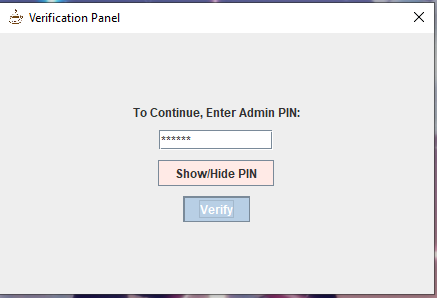 Verification Panel
To Continue, Enter Admin PIN:
******
Show/Hide PIN
Verify